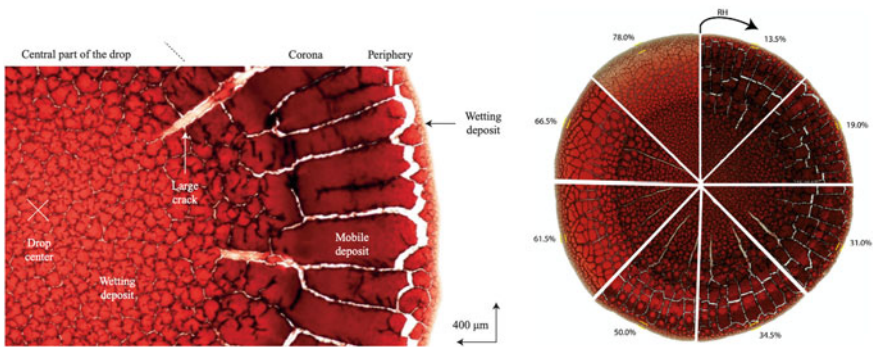 Central part of the drop
Corona
Periphery
Wetting
deposit
Large
crack
Mobile
deposit
Drop
center
Wetting
deposit
400 µm
RH
78.0%
13.5%
66.5%
19.0%
61.5%
31.0%
50.0%
34.5%